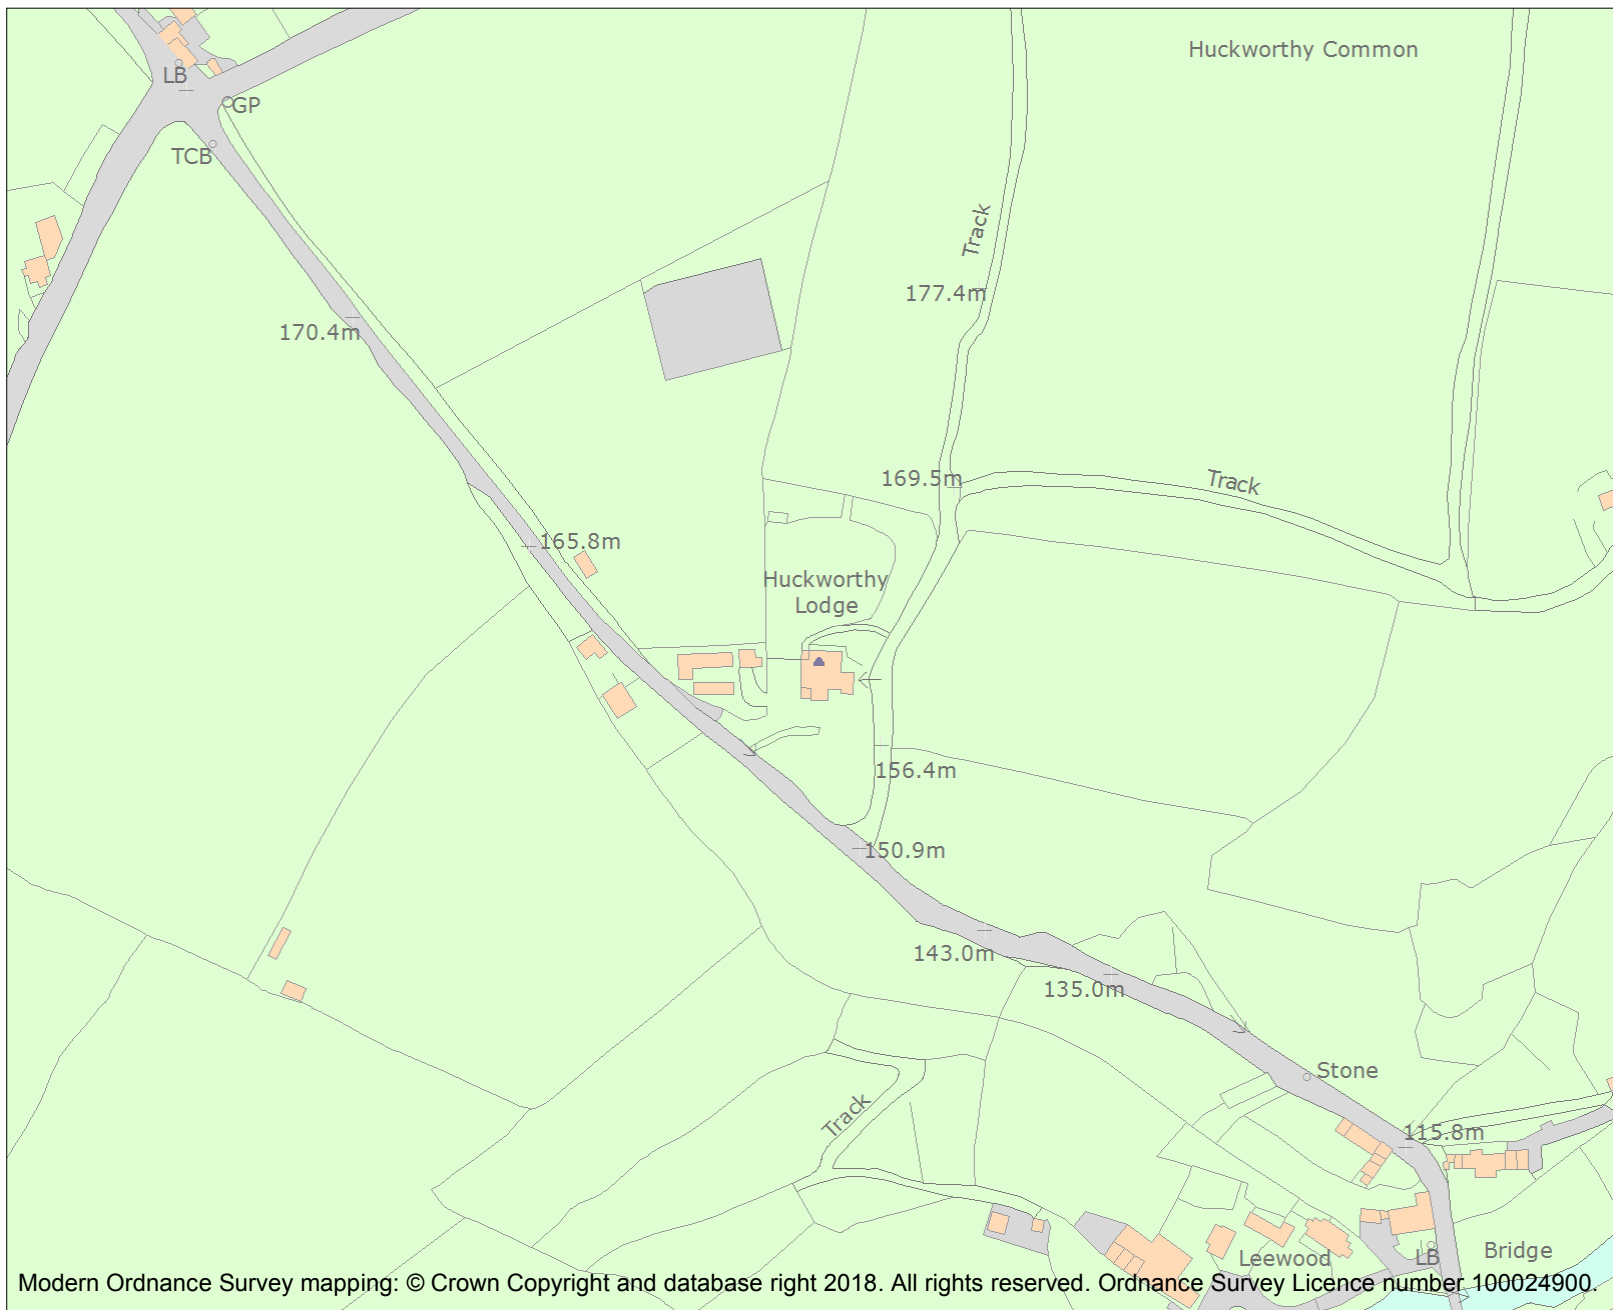 Huckworthy Common
LB
GP
TCB
Track
177.4m
170.4m
169.5m
Track
165.8m
Huckworthy
Lodge
156.4m
150.9m
143.0m
135.0m
Stone
Track
115.8m
Leewood
LB
Bridge
Modern Ordnance Survey mapping: © Crown Copyright and database right 2018. All rights reserved. Ordnance Survey Licence number 100024900.